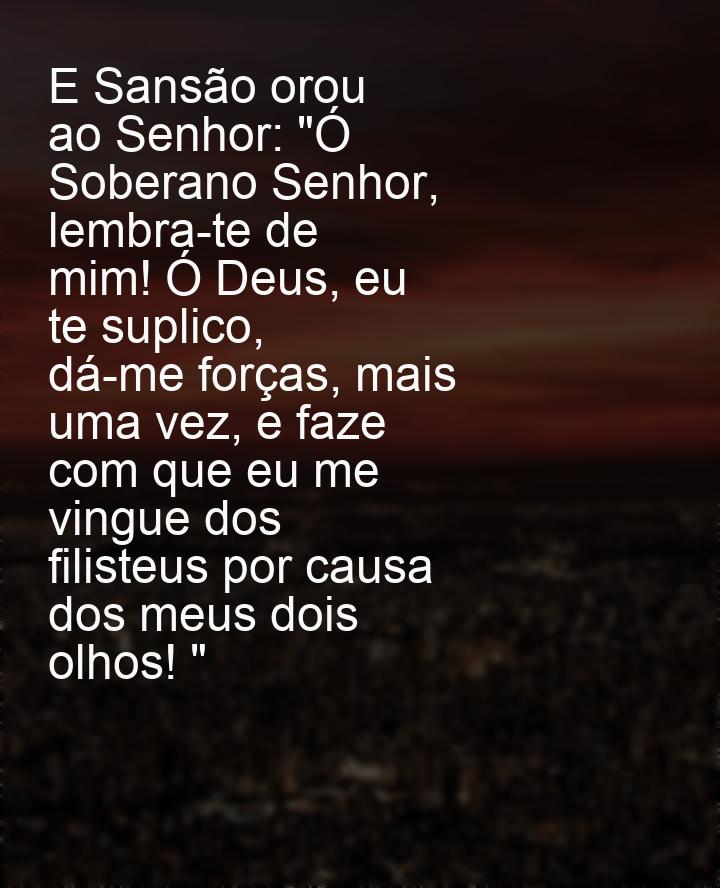 E Sansão orou
ao Senhor: "Ó
Soberano Senhor,
lembra-te de
mim! Ó Deus, eu
te suplico,
dá-me forças, mais
uma vez, e faze
com que eu me
vingue dos
filisteus por causa
dos meus dois
olhos! "